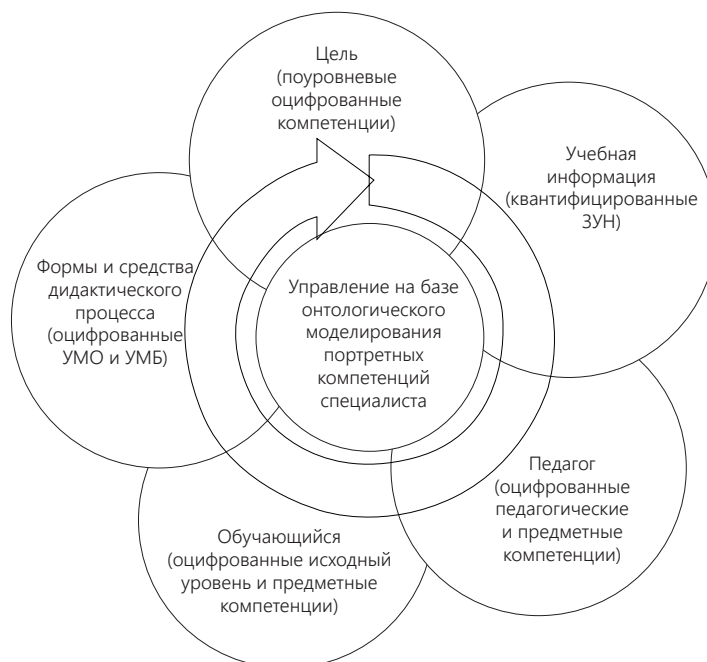 Цель
(поуровневые
оцифрованные
компетенции)
Учебная
информация
(квантифицированные
ЗУН)
Формы и средства
дидактического
процесса
(оцифрованные
УМО и УМБ)
Управление на базе
онтологического
моделирования
портретных
компетенций
специалиста
Педагог
(оцифрованные
педагогические
и предметные
компетенции)
Обучающийся
(оцифрованные исходный
уровень и предметные
компетенции)